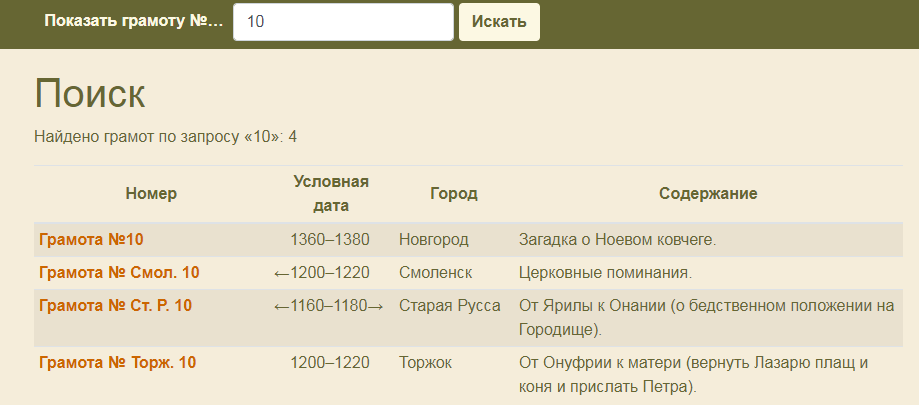 Показать грамоту №... 10 Искать
Поиск
Найдено грамот по запросу «10»: 4
Номер Условная дата Город Содержание
Грамота №10 1360–1380 Новгород Загадка о Ноевом ковчеге.
Грамота № Смол. 10 ←1200–1220 Смоленск Церковные поминания.
Грамота № Ст. Р. 10 ←1160–1180→ Старая Русса От Ярилы к Онании (о бедственном положении на
Городище).
Грамота № Торж. 10 1200–1220 Торжок От Онуфрии к матери (вернуть Лазарю плащ и
коня и прислать Петра).